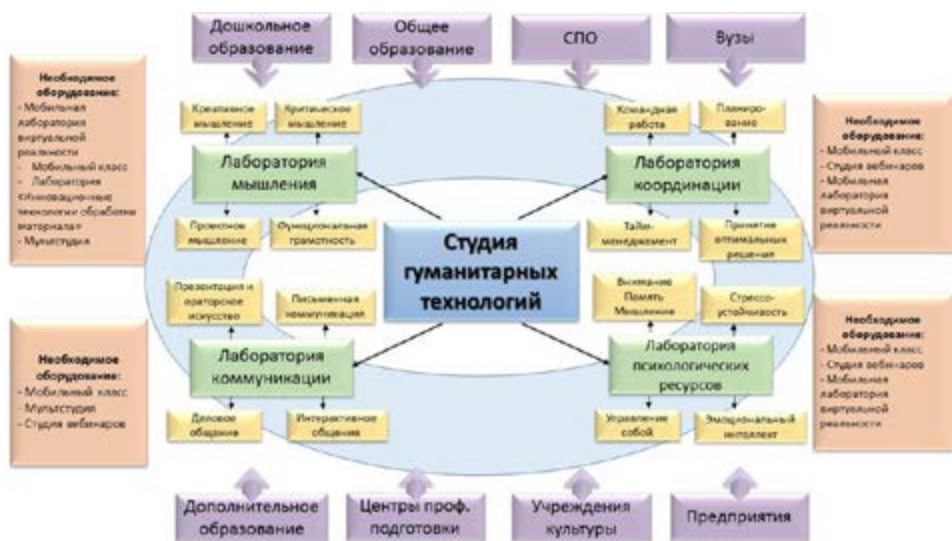 Дошкольное
образование
Общее
образование
СПО
Вузы
Необходимое
оборудование:
- Мобильная
лаборатория
виртуальной
реальности
- Мобильный класс
- Лаборатория
«Инновационные
технологии обработки
материала»
- Мультстудия
Креативное
мышление
Критическое
мышление
Лаборатория
мышления
Проектное
мышление
Функциональная
грамотность
Командная
работа
Планиро-
вание
Лаборатория
координации
Тайм-
менеджмент
Принятие
оптимальных
решений
Необходимое
оборудование:
- Мобильный класс
- Студия вебинаров
- Мобильная
лаборатория
виртуальной
реальности
Студия
гуманитарных
технологий
Необходимое
оборудование:
- Мобильный класс
- Мультстудия
- Студия вебинаров
Презентация и
ораторское
искусство
Письменная
коммуникация
Лаборатория
коммуникации
Деловое
общение
Интерактивное
общение
Внимание
Память
Мышление
Стрессо-
устойчивость
Лаборатория
психологических
ресурсов
Управление
собой
Эмоциональный
интеллект
Необходимое
оборудование:
- Мобильный класс
- Студия вебинаров
- Мобильная
лаборатория
виртуальной
реальности
Дополнительное
образование
Центры проф.
подготовки
Учреждения
культуры
Предприятия